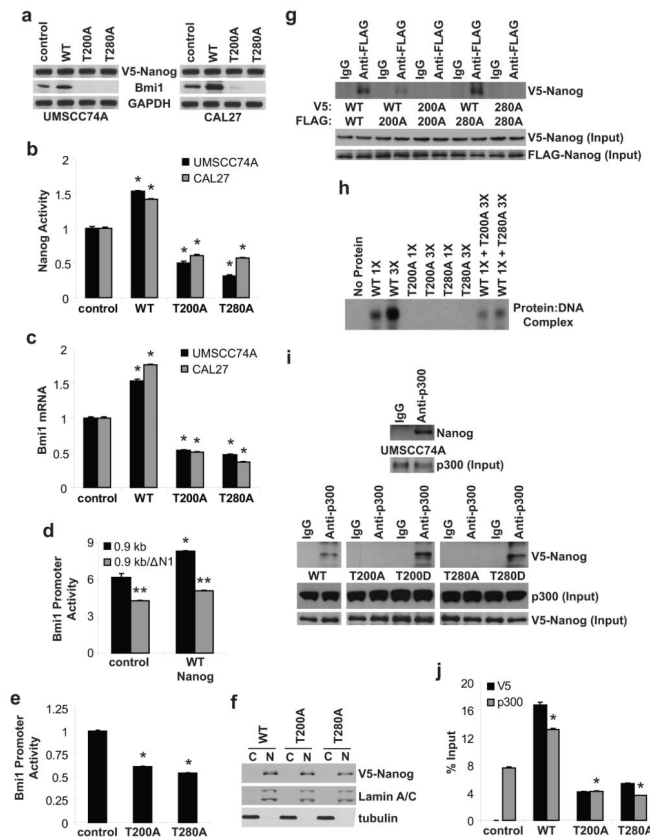 a
control
WT
T200A
T280A
control
WT
T200A
T280A
V5-Nanog
Bmi1
GAPDH
UMSCC74A
CAL27
b
Nanog Activity
2
1.5
1
0.5
0
UMSCC74A
CAL27
*
*
*
*
*
*
control WT T200A T280A
c
Bmi1 mRNA
2
1.5
1
0.5
0
UMSCC74A
CAL27
*
*
*
*
*
*
control WT T200A T280A
d
Bmi1 Promoter
Activity
9
6
3
0
0.9 kb
0.9 kb/ΔN1
**
*
**
control WT
Nanog
e
Bmi1 Promoter
Activity
1.25
1
0.75
0.5
0.25
0
*
*
control T200A T280A
f
WT
T200A
T280A
C N C N C N
V5-Nanog
Lamin A/C
tubulin
g
IgG
Anti-FLAG
IgG
Anti-FLAG
IgG
Anti-FLAG
IgG
Anti-FLAG
IgG
Anti-FLAG
V5-Nanog
V5: WT WT 200A WT 280A
FLAG: WT 200A 200A 280A 280A
V5-Nanog (Input)
FLAG-Nanog (Input)
h
No Protein
WT 1X
WT 3X
T200A 1X
T200A 3X
T280A 1X
T280A 3X
WT 1X + T200A 3X
WT 1X + T280A 3X
Protein:DNA
Complex
i
IgG
Anti-p300
Nanog
UMSCC74A
p300 (Input)
IgG
Anti-p300
IgG
Anti-p300
IgG
Anti-p300
IgG
Anti-p300
IgG
Anti-p300
V5-Nanog
WT T200A T200D T280A T280D
p300 (Input)
V5-Nanog (Input)
j
% Input
20
16
12
8
4
0
V5
p300
*
*
*
control WT T200A T280A